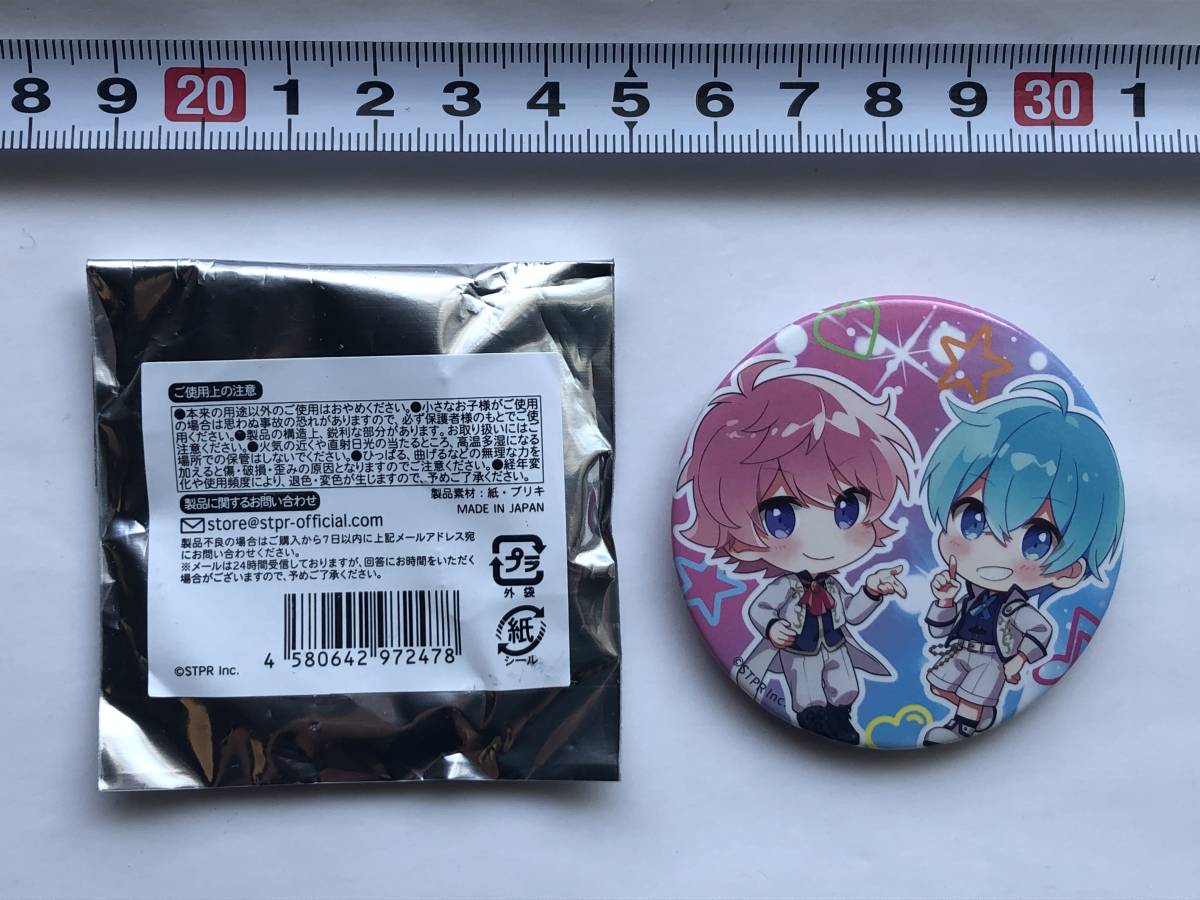 8 9 20 1 2 3 4 5 6 7 8 9 30 1
ご使用上の注意
●本来の用途以外のご使用はおやめください。●小さなお子様がご使用
の場合は思わぬ事故の恐れがありますので、必ず保護者様のもとでご使
用ください。●製品の構造上、鋭利な部分があります。お取り扱いにはご
注意ください。●火気の近くや直射日光の当たるところ、高温多湿になる
場所での保管はしないでください。●ひっぱる、曲げるなどの無理な力を
加えると傷・破損・歪みの原因となりますのでご注意ください。●経年変
化や使用頻度により、退色・変色が生じますので、予めご了承ください。
製品素材：紙・ブリキ
MADE IN JAPAN
製品に関するお問い合わせ
store@stpr-official.com
製品不良の場合はご購入から7日以内に上記メールアドレス宛
にお問い合わせください。
※メールは24時間受信しておりますが、回答にお時間をいただく
場合がございますので、予めご了承ください。
プラ
外 袋
紙
シール
4 580642 972478
©STPR Inc.
©STPR Inc.